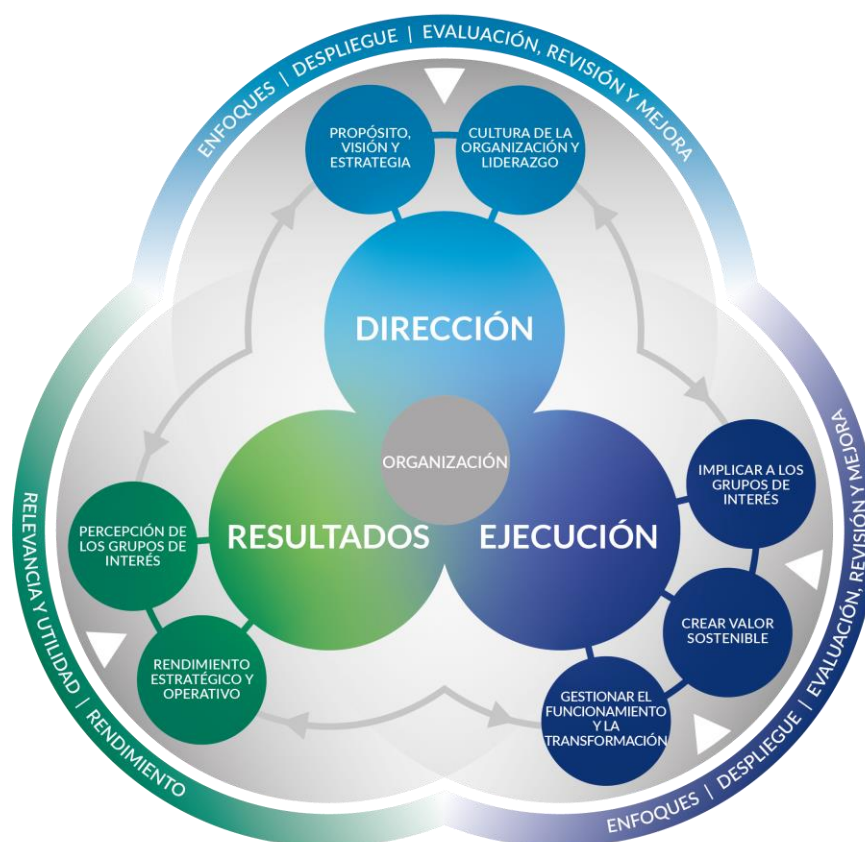 ENFOQUES | DESPLIEGUE | EVALUACIÓN, REVISIÓN Y MEJORA
PROPÓSITO,
VISIÓN Y
ESTRATEGIA
CULTURA DE LA
ORGANIZACIÓN Y
LIDERAZGO
DIRECCIÓN
ORGANIZACIÓN
RESULTADOS
EJECUCIÓN
IMPLICAR A LOS
GRUPOS DE
INTERÉS
CREAR VALOR
SOSTENIBLE
GESTIONAR EL
FUNCIONAMIENTO
Y LA
TRANSFORMACIÓN
ENFOQUES | DESPLIEGUE | EVALUACIÓN, REVISIÓN Y MEJORA
PERCEPCIÓN DE
LOS GRUPOS DE
INTERÉS
RENDIMIENTO
ESTRATÉGICO Y
OPERATIVO
RELEVANCIA Y UTILIDAD | RENDIMIENTO